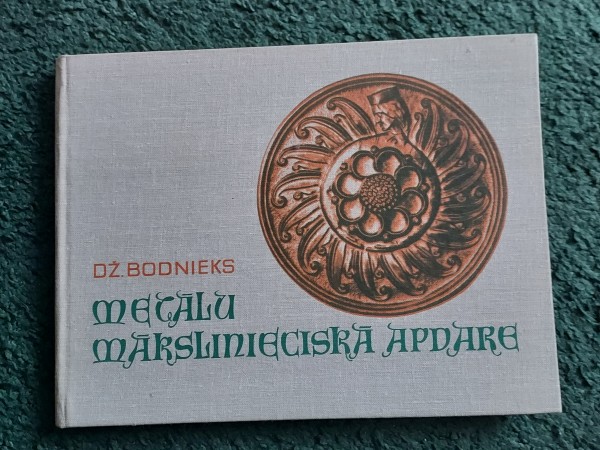 DŽ. BODNIEKS
METĀLU
MĀKSLINIECISKĀ APDARE